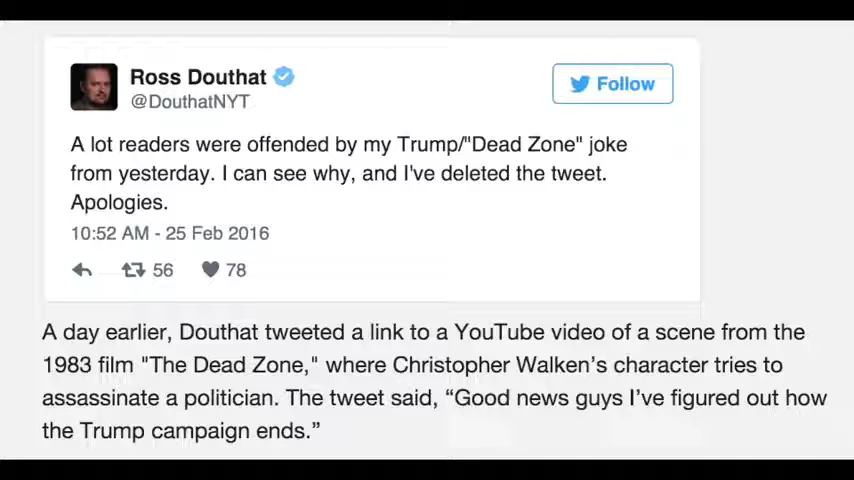 Ross Douthat
@DouthatNYT
Follow
A lot readers were offended by my Trump/"Dead Zone" joke
from yesterday. I can see why, and I've deleted the tweet.
Apologies.
10:52 AM - 25 Feb 2016
56 78
A day earlier, Douthat tweeted a link to a YouTube video of a scene from the
1983 film "The Dead Zone," where Christopher Walken’s character tries to
assassinate a politician. The tweet said, “Good news guys I’ve figured out how
the Trump campaign ends.”